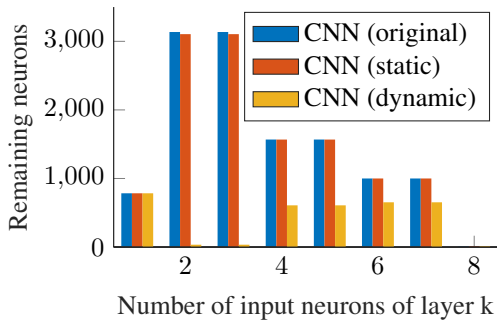 3,000
2,000
1,000
0
Remaining neurons
CNN (original)
CNN (static)
CNN (dynamic)
2 4 6 8
Number of input neurons of layer k